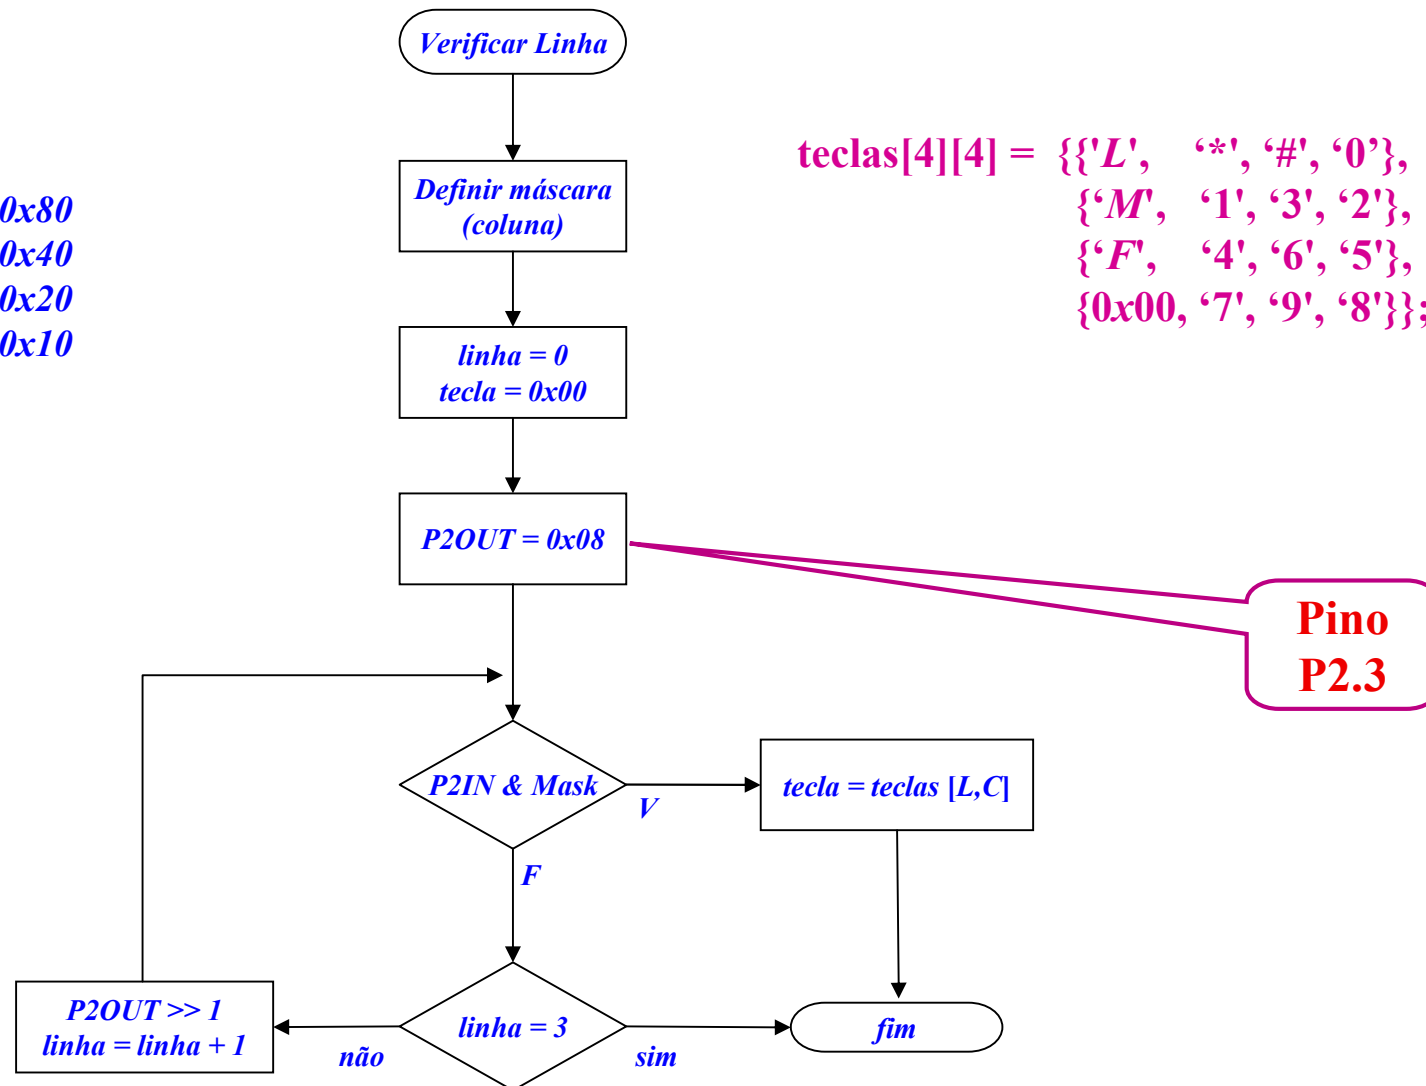 Verificar Linha
Definir máscara
(coluna)
0x80
0x40
0x20
0x10
teclas[4][4] = {{'L', ‘*', ‘#', ‘0’},
{‘M', ‘1', ‘3', ‘2'},
{‘F', ‘4', ‘6', ‘5'},
{0x00, ‘7', ‘9', ‘8'}};
linha = 0
tecla = 0x00
P2OUT = 0x08
Pino
P2.3
P2IN & Mask
V
tecla = teclas [L,C]
F
P2OUT >> 1
linha = linha + 1
não
linha = 3
sim
fim